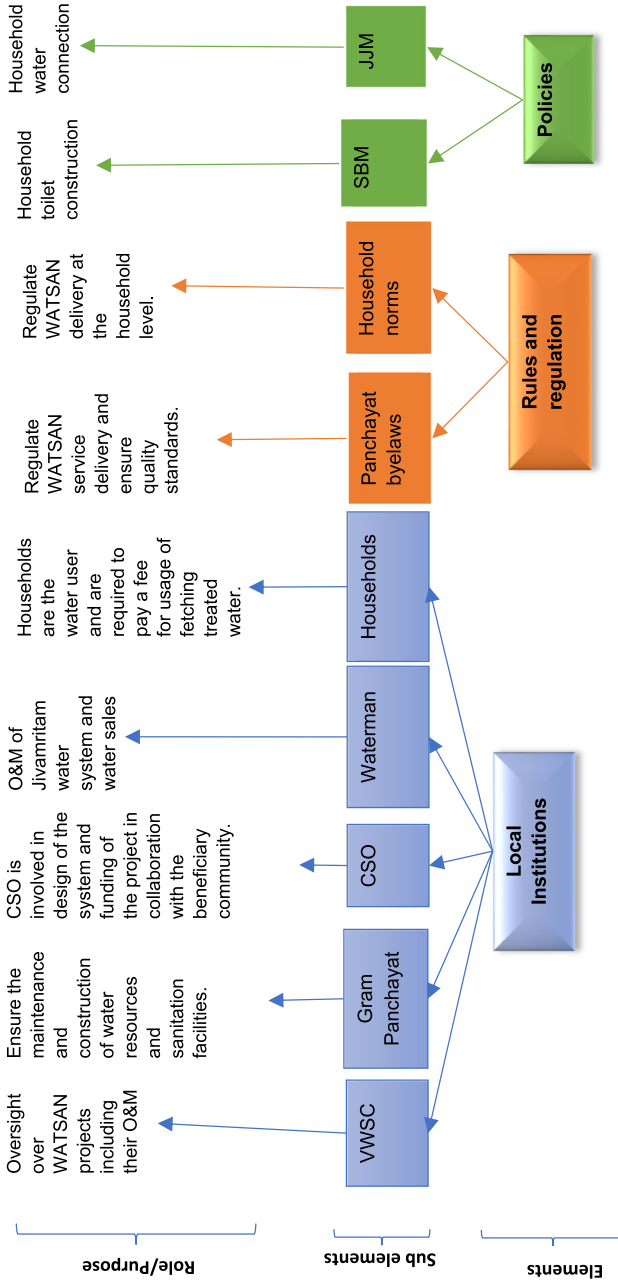 Role/Purpose
Oversight
over
WATSAN
projects
including
their O&M
Ensure the
maintenance
and
construction
of water
resources
and
sanitation
facilities.
CSO is
involved in
design of the
system and
funding of
the project in
collaboration
with the
beneficiary
community.
O&M of
Jivamritam
water
system and
water sales
Households
are the
water user
and are
required to
pay a fee
for usage of
fetching
treated
water.
Regulate
WATSAN
service
delivery and
ensure
quality
standards.
Regulate
WATSAN
delivery at
the
household
level.
Household
toilet
construction
Household
water
connection
Sub elements
VWSC
Gram
Panchayat
CSO
Waterman
Households
Panchayat
byelaws
Household
norms
SBM
JJM
Elements
Local
Institutions
Rules and
regulation
Policies